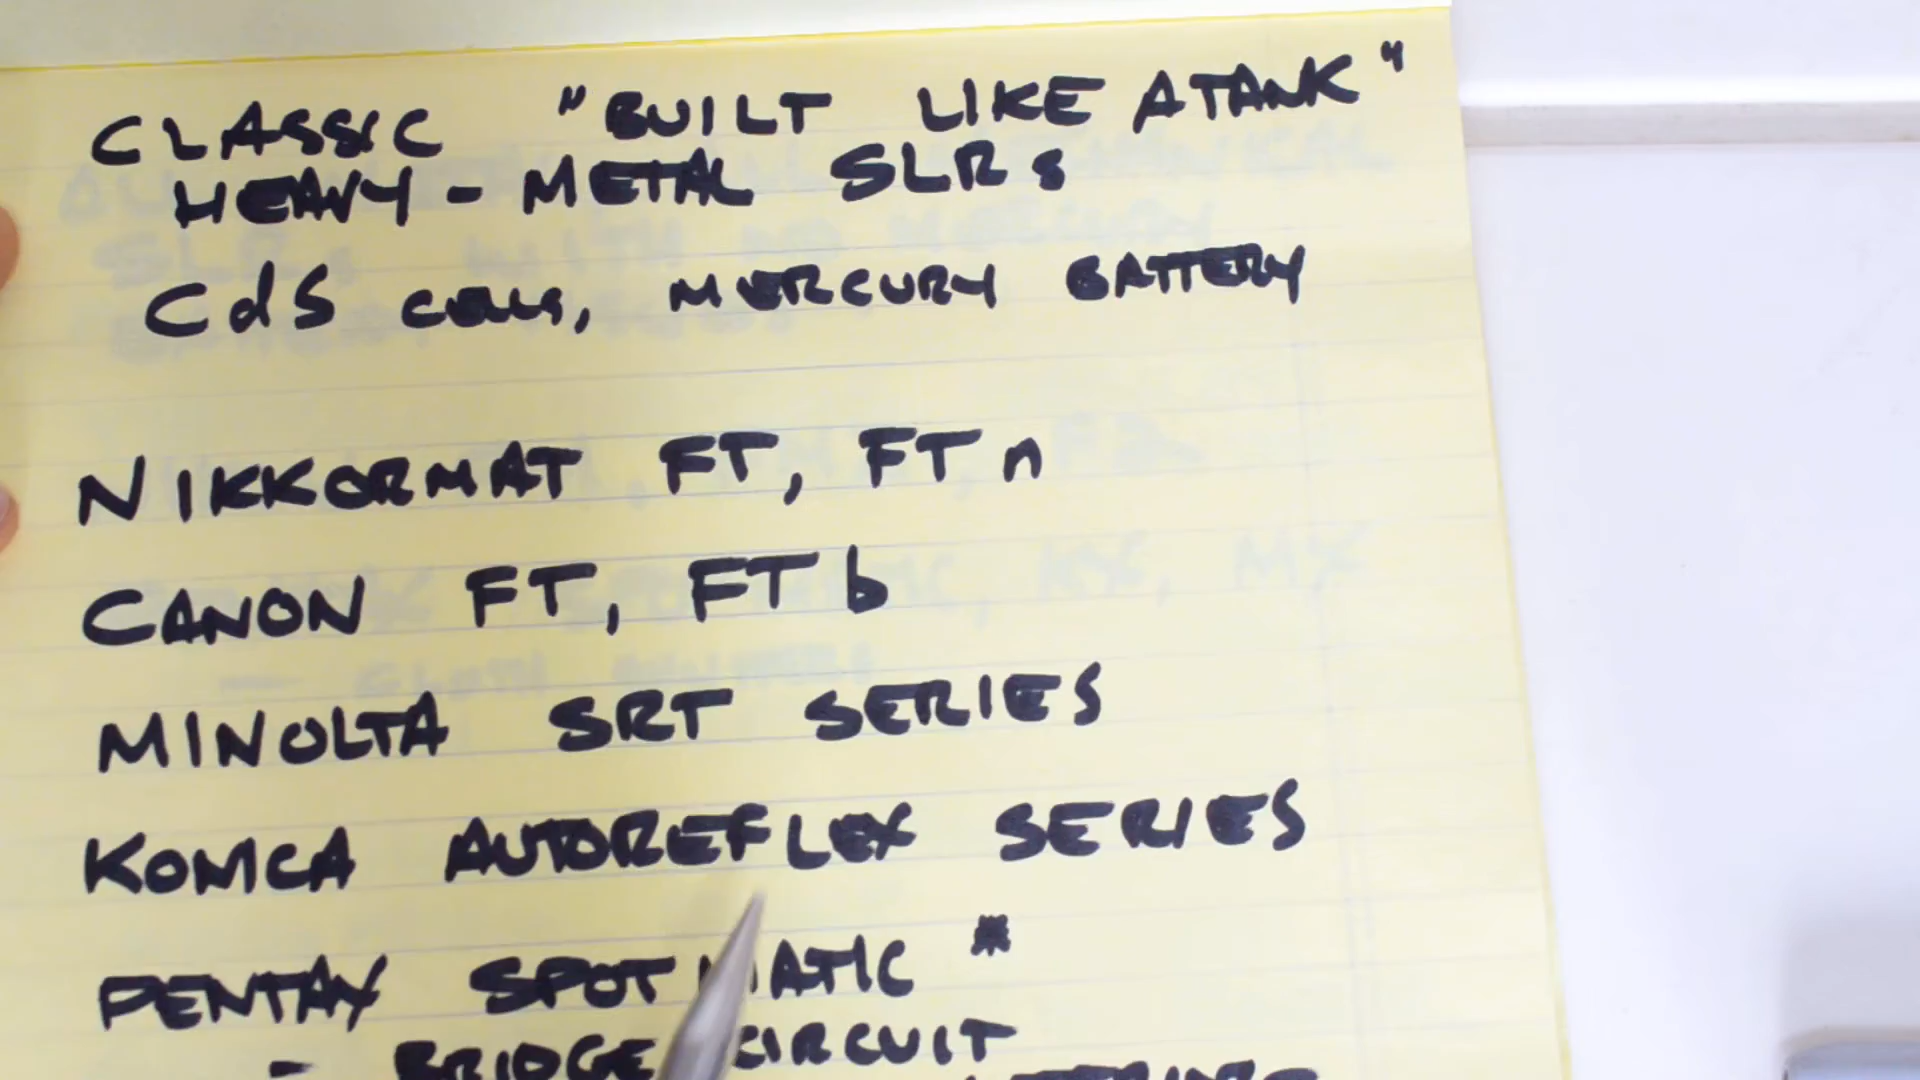 CLASSIC "BUILT LIKE A TANK"
HEAVY - METAL SLRs
CdS CELLS, MERCURY BATTERY
NIKKORMAT FT, FTn
CANON FT, FTb
MINOLTA SRT SERIES
KONICA AUTOREFLEX SERIES
PENTAX SPOTMATIC *
- BRIDGE CIRCUIT